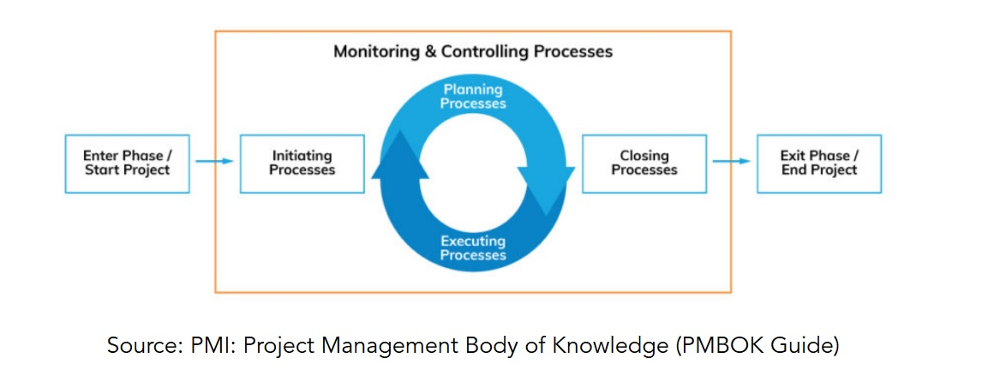 Monitoring & Controlling Processes
Planning
Processes
Enter Phase /
Start Project
Initiating
Processes
Closing
Processes
Exit Phase /
End Project
Executing
Processes
Source: PMI: Project Management Body of Knowledge (PMBOK Guide)